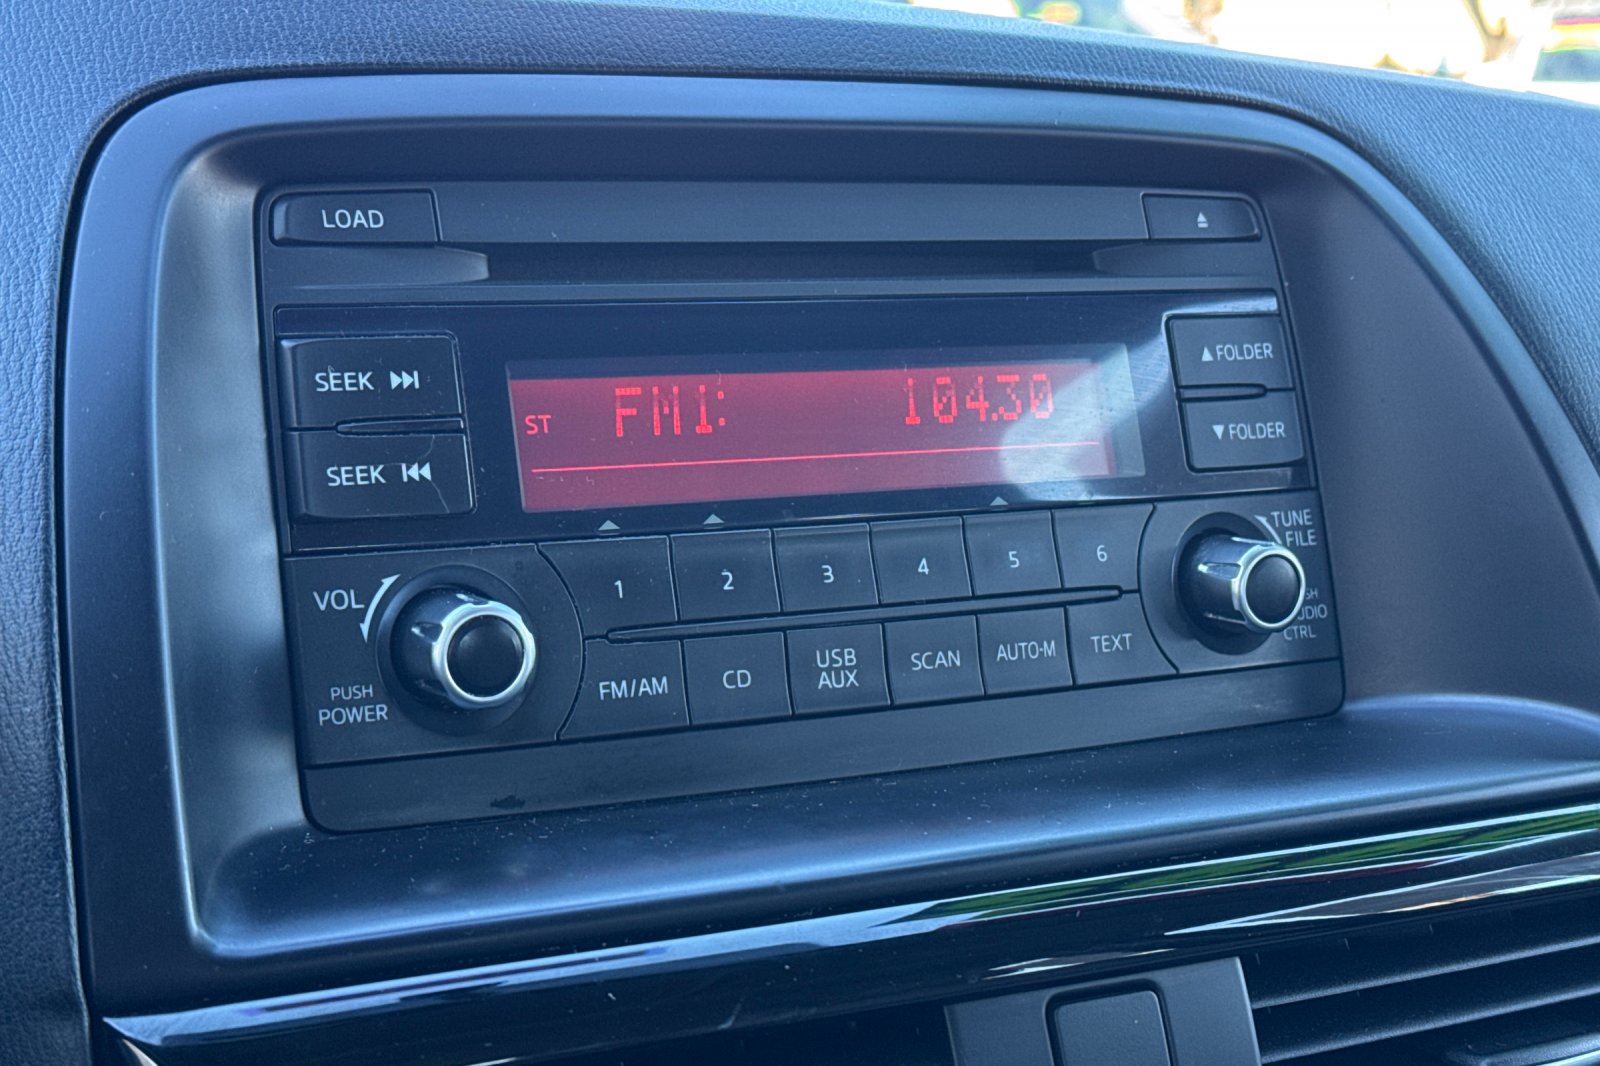 LOAD
SEEK
SEEK
ST FM1: 104.30
▲FOLDER
▼FOLDER
VOL
PUSH
POWER
1 2 3 4 5 6
FM/AM CD USB AUX SCAN AUTO-M TEXT
TUNE
FILE
CTRL